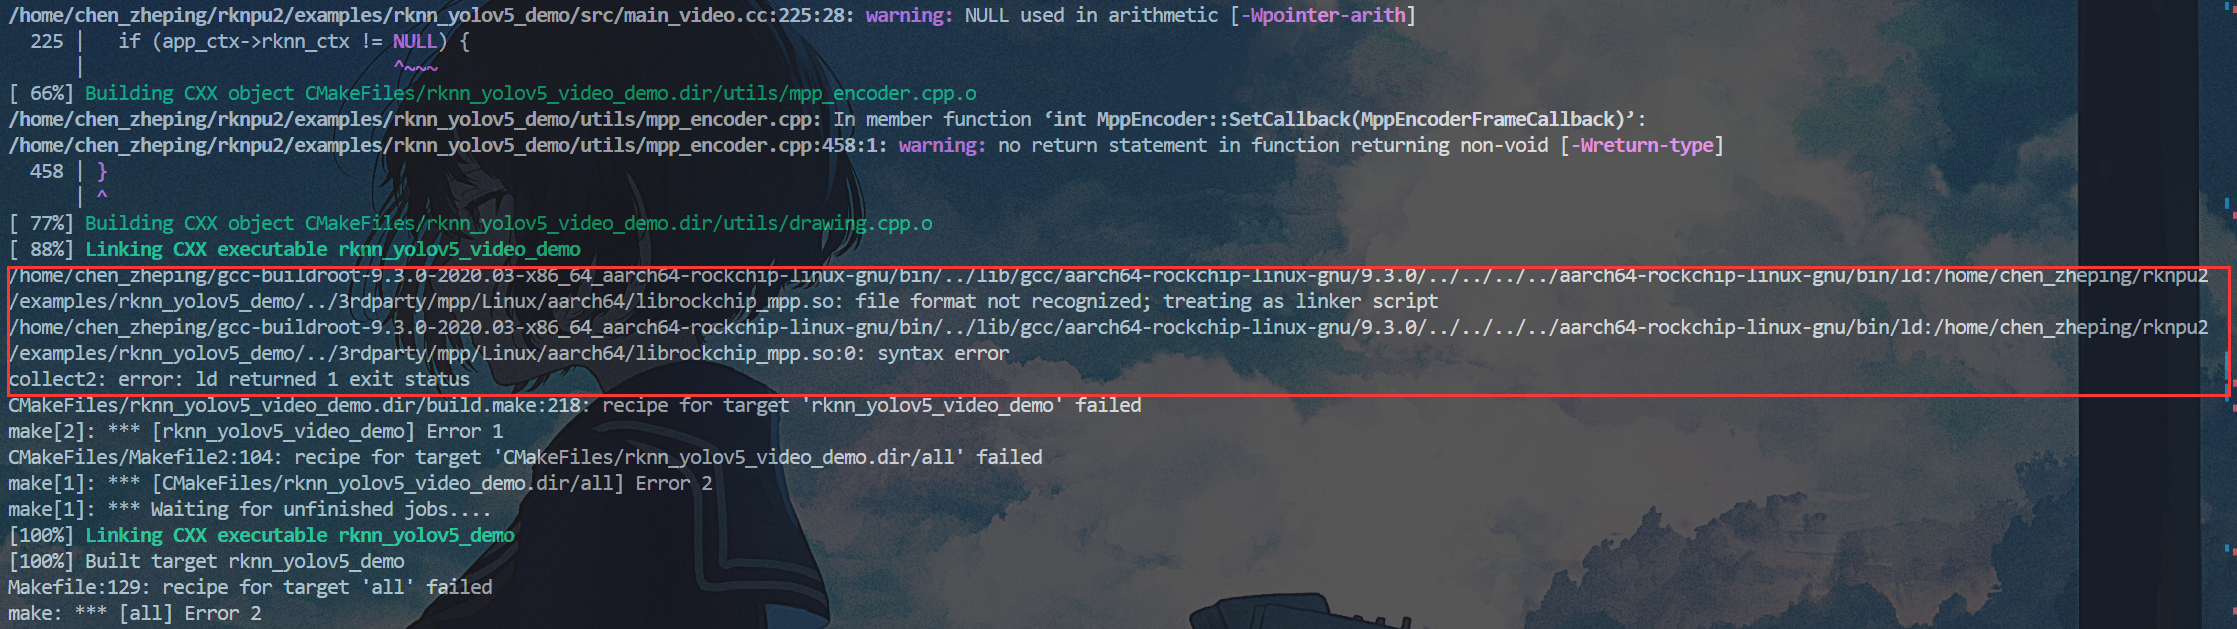 /home/chen_zheping/rknpu2/examples/rknn_yolov5_demo/src/main_video.cc:225:28: warning: NULL used in arithmetic [-Wpointer-arith]
  225 |   if (app_ctx->rknn_ctx != NULL) {
      |                            ^~~~
[ 66%] Building CXX object CMakeFiles/rknn_yolov5_video_demo.dir/utils/mpp_encoder.cpp.o
/home/chen_zheping/rknpu2/examples/rknn_yolov5_demo/utils/mpp_encoder.cpp: In member function ‘int MppEncoder::SetCallback(MppEncoderFrameCallback)’:
/home/chen_zheping/rknpu2/examples/rknn_yolov5_demo/utils/mpp_encoder.cpp:458:1: warning: no return statement in function returning non-void [-Wreturn-type]
  458 | }
      | ^
[ 77%] Building CXX object CMakeFiles/rknn_yolov5_video_demo.dir/utils/drawing.cpp.o
[ 88%] Linking CXX executable rknn_yolov5_video_demo
/home/chen_zheping/gcc-buildroot-9.3.0-2020.03-x86_64_aarch64-rockchip-linux-gnu/bin/../lib/gcc/aarch64-rockchip-linux-gnu/9.3.0/../../../../aarch64-rockchip-linux-gnu/bin/ld:/home/chen_zheping/rknpu2
/examples/rknn_yolov5_demo/../3rdparty/mpp/Linux/aarch64/librockchip_mpp.so: file format not recognized; treating as linker script
/home/chen_zheping/gcc-buildroot-9.3.0-2020.03-x86_64_aarch64-rockchip-linux-gnu/bin/../lib/gcc/aarch64-rockchip-linux-gnu/9.3.0/../../../../aarch64-rockchip-linux-gnu/bin/ld:/home/chen_zheping/rknpu2
/examples/rknn_yolov5_demo/../3rdparty/mpp/Linux/aarch64/librockchip_mpp.so:0: syntax error
collect2: error: ld returned 1 exit status
CMakeFiles/rknn_yolov5_video_demo.dir/build.make:218: recipe for target 'rknn_yolov5_video_demo' failed
make[2]: *** [rknn_yolov5_video_demo] Error 1
CMakeFiles/Makefile2:104: recipe for target 'CMakeFiles/rknn_yolov5_video_demo.dir/all' failed
make[1]: *** [CMakeFiles/rknn_yolov5_video_demo.dir/all] Error 2
make[1]: *** Waiting for unfinished jobs....
[100%] Linking CXX executable rknn_yolov5_demo
[100%] Built target rknn_yolov5_demo
Makefile:129: recipe for target 'all' failed
make: *** [all] Error 2